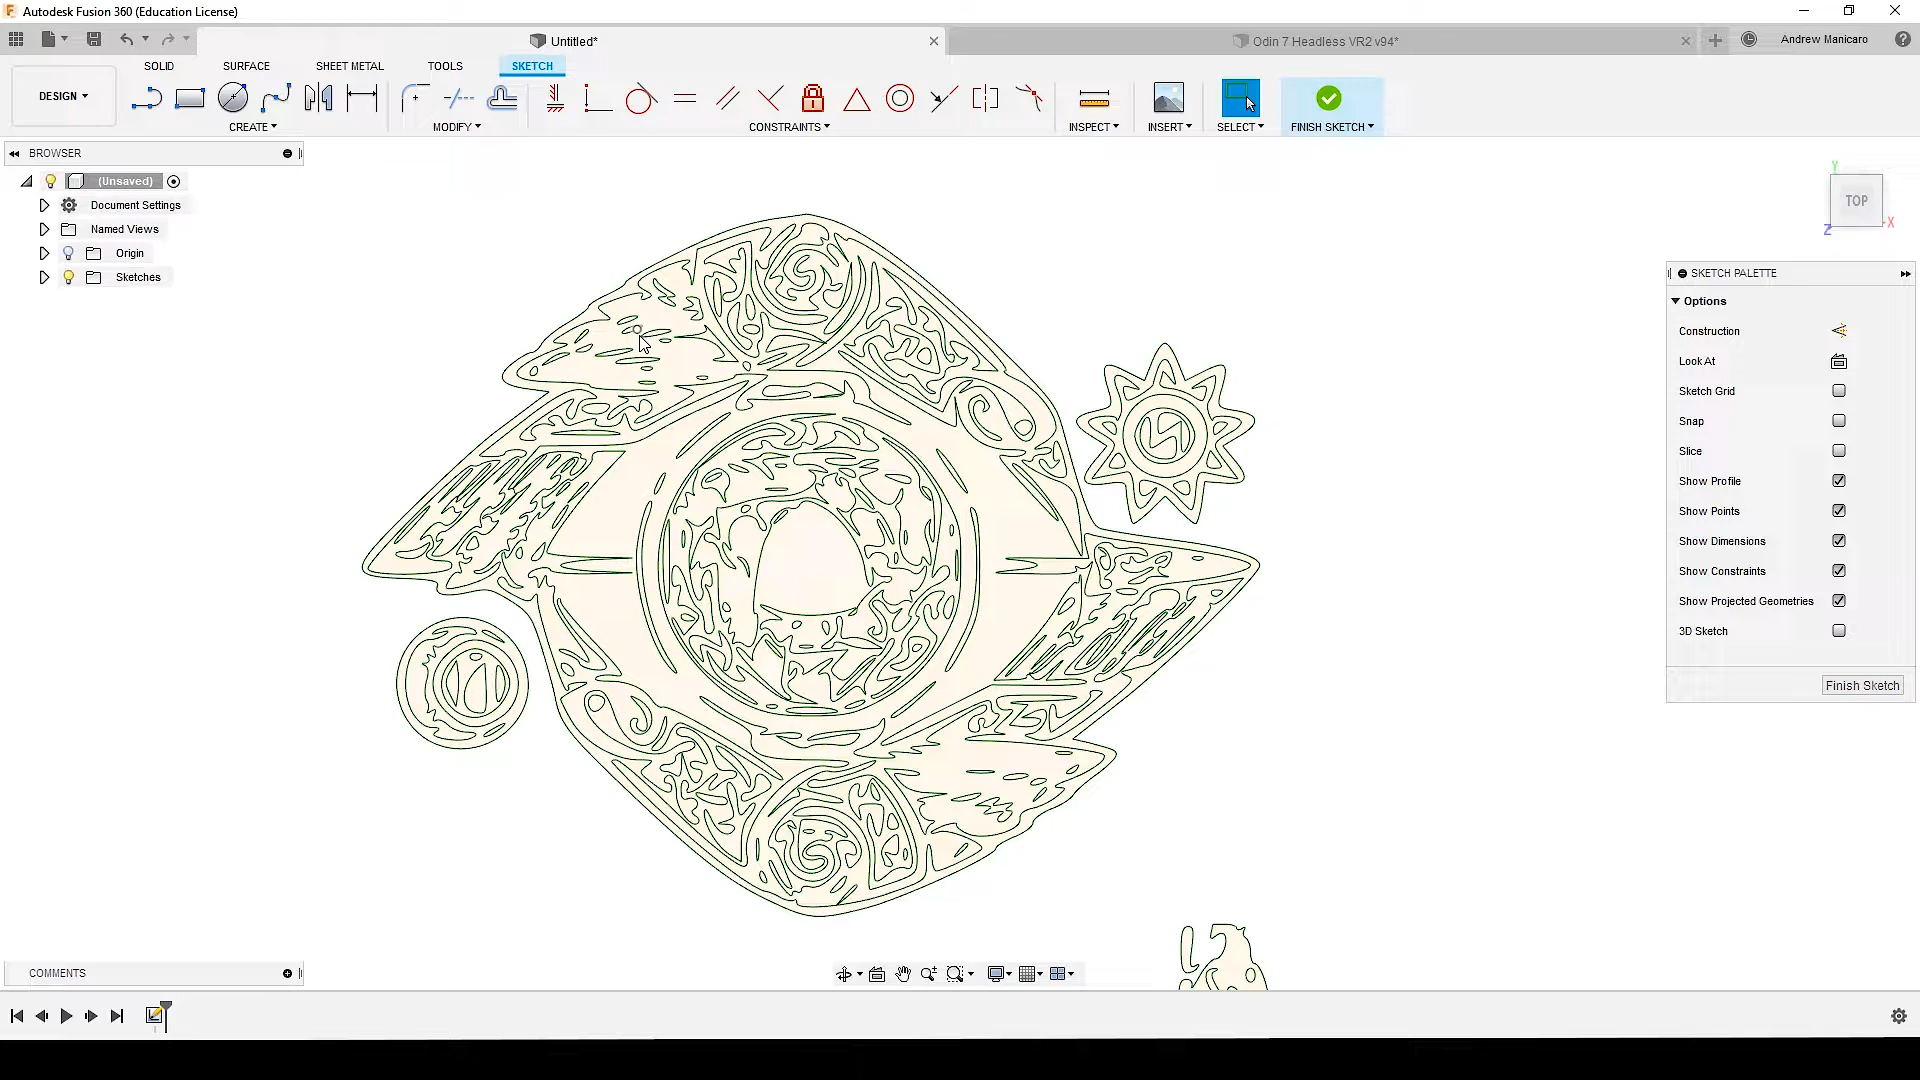 Autodesk Fusion 360 (Education License)
Untitled*
Odin 7 Headless VR2 v94*
Andrew Manicaro
SOLID
SURFACE
SHEET METAL
TOOLS
SKETCH
DESIGN
CREATE
MODIFY
CONSTRAINTS
INSPECT
INSERT
SELECT
FINISH SKETCH
BROWSER
(Unsaved)
Document Settings
Named Views
Origin
Sketches
Y
TOP
X
Z
SKETCH PALETTE
Options
Construction
Look At
Sketch Grid
Snap
Slice
Show Profile
Show Points
Show Dimensions
Show Constraints
Show Projected Geometries
3D Sketch
Finish Sketch
COMMENTS